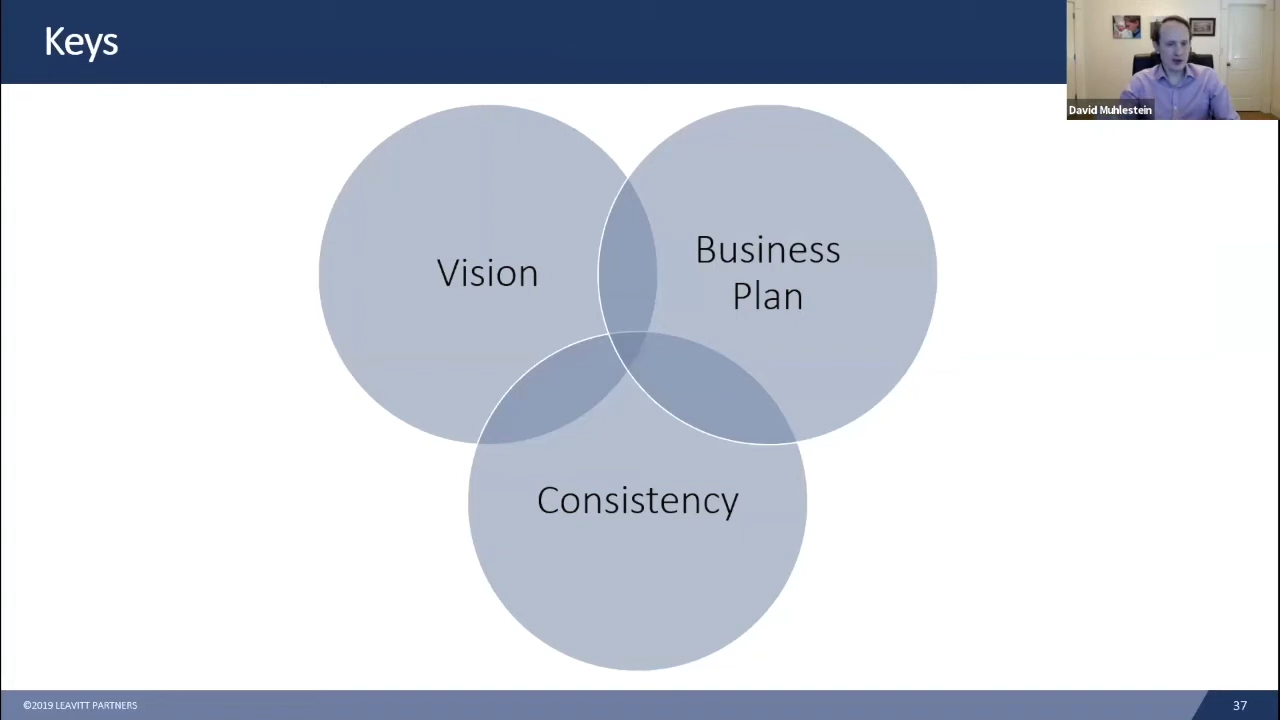 Keys
David Muhlestein
Vision
Business
Plan
Consistency
©2019 LEAVITT PARTNERS
37